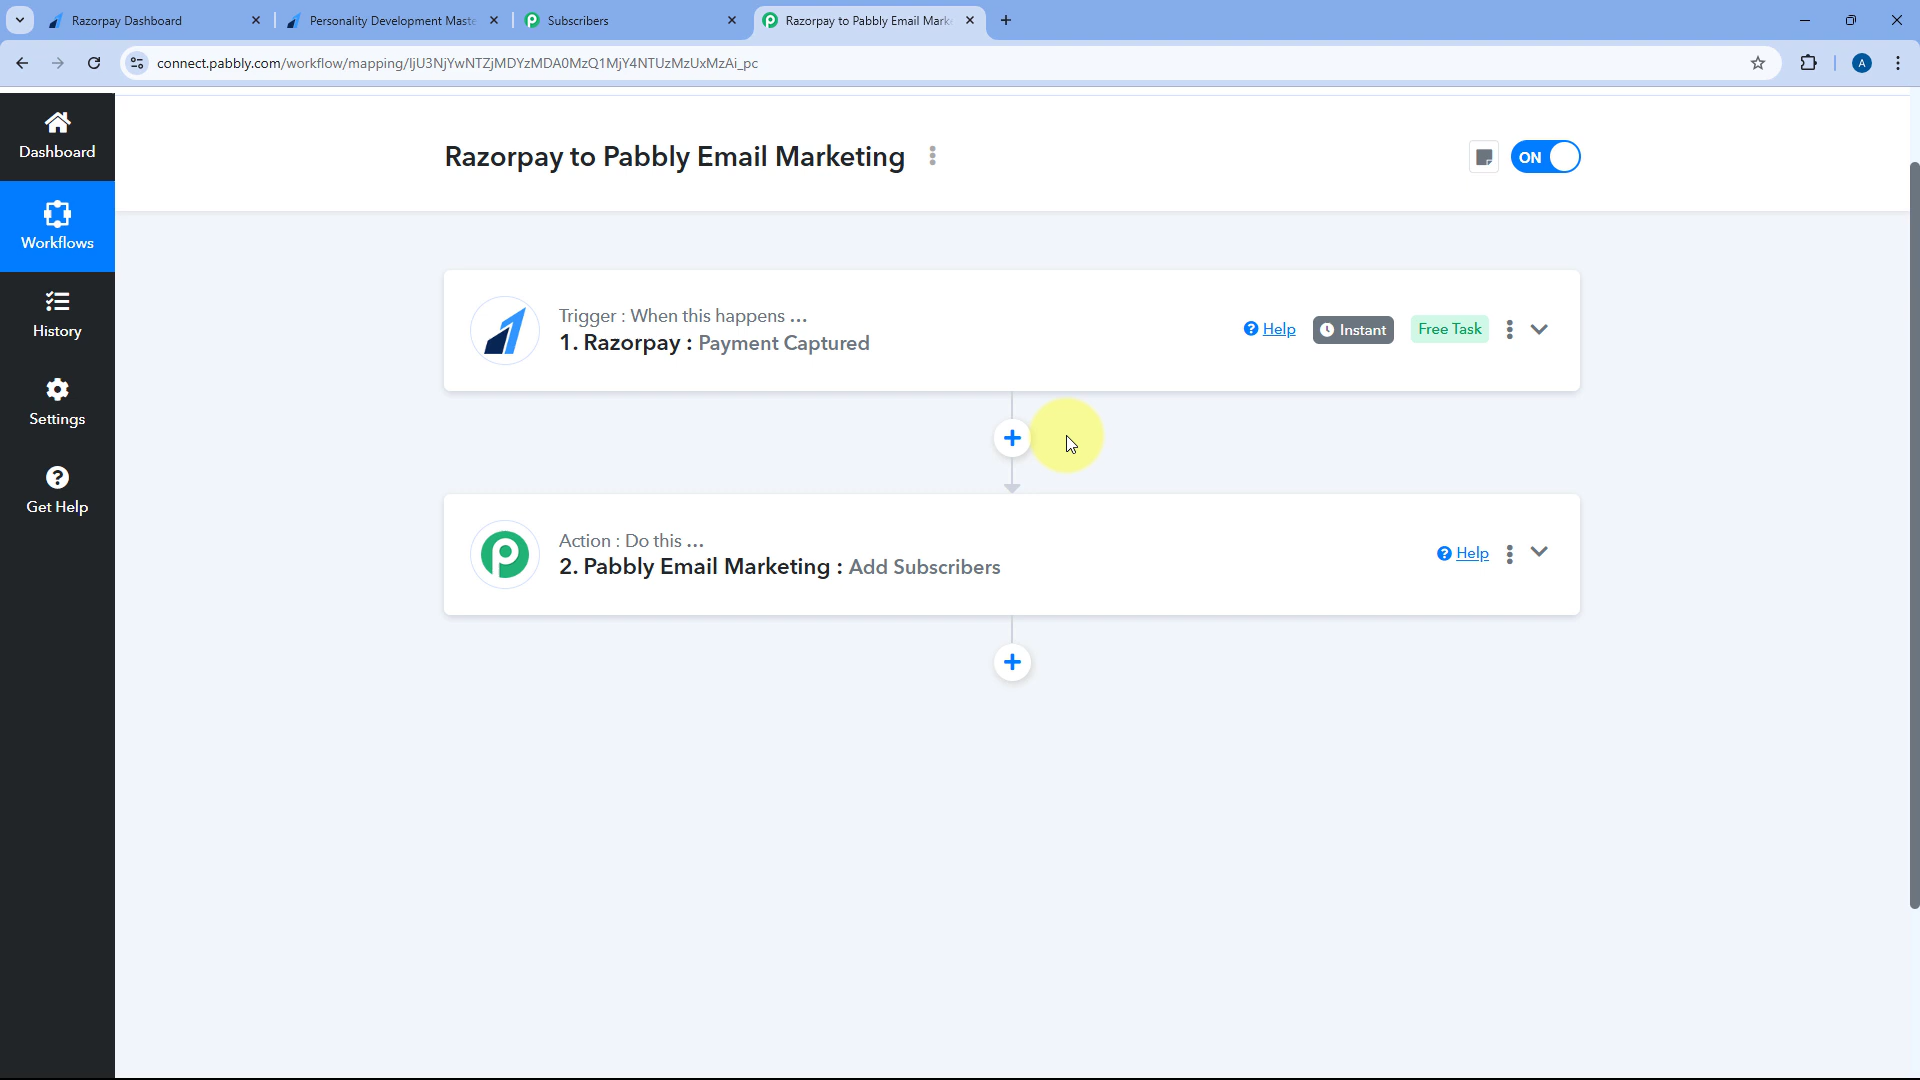 Razorpay Dashboard
Personality Development Maste
Subscribers
Razorpay to Pabbly Email Mark
connect.pabbly.com/workflow/mapping/IjU3NjYwNTZjMDYzMDA0MzQ1MjY4NTUzMzUxMzAi_pc
A
Dashboard
Workflows
History
Settings
Get Help
Razorpay to Pabbly Email Marketing
ON
Trigger : When this happens ...
1. Razorpay : Payment Captured
Help
Instant
Free Task
Action : Do this ...
2. Pabbly Email Marketing : Add Subscribers
Help